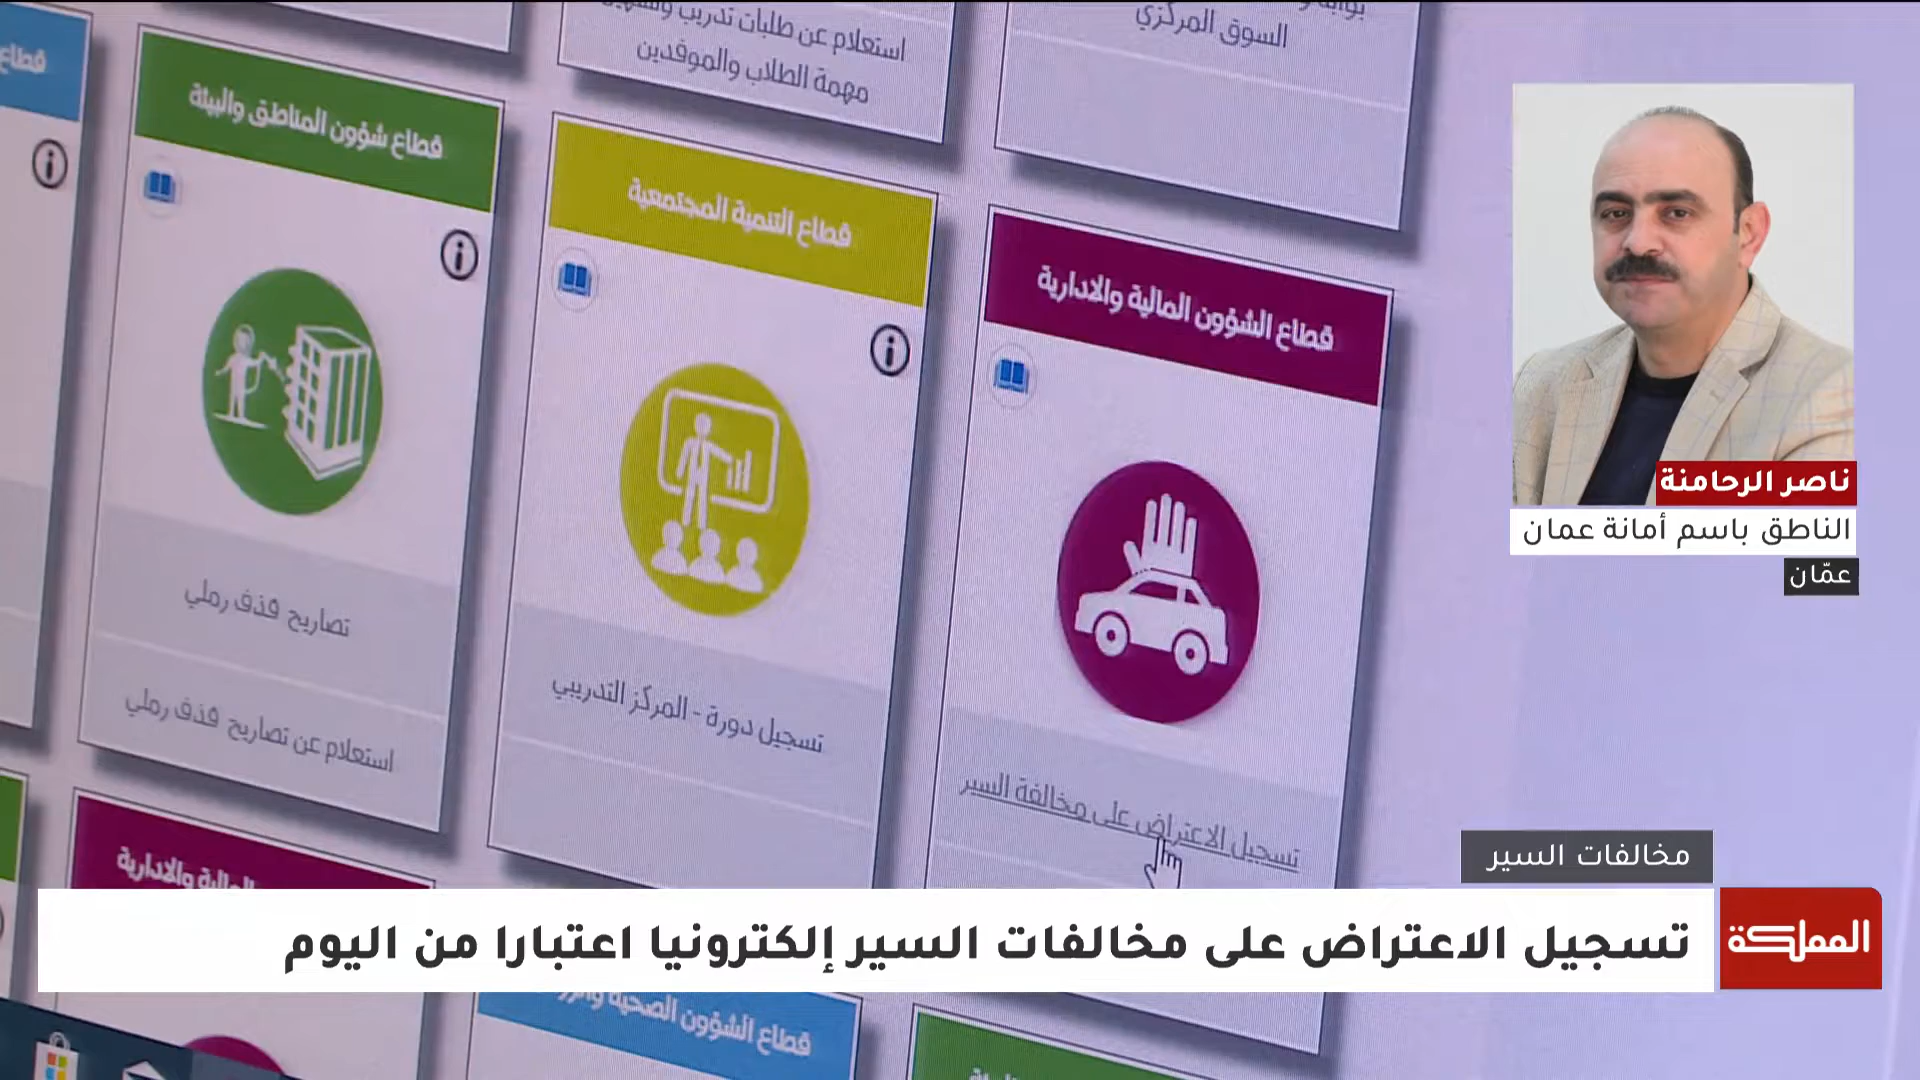 السوق المركزي
استعلام عن طلبات تدريب
مهمة الطلاب والموفدين
قطاع
قطاع شؤون المناطق والبيئة
قطاع التنمية المجتمعية
قطاع الشؤون المالية والادارية
تصاريح قذف رملي
استعلام عن تصاريح قذف رملي
تسجيل دورة - المركز التدريبي
تسجيل الاعتراض على مخالفة السير
ناصر الرحامنة
الناطق باسم أمانة عمان
عمّان
مخالفات السير
تسجيل الاعتراض على مخالفات السير إلكترونيا اعتبارا من اليوم
المملكة
المالية والادارية
قطاع الشؤون الصحية